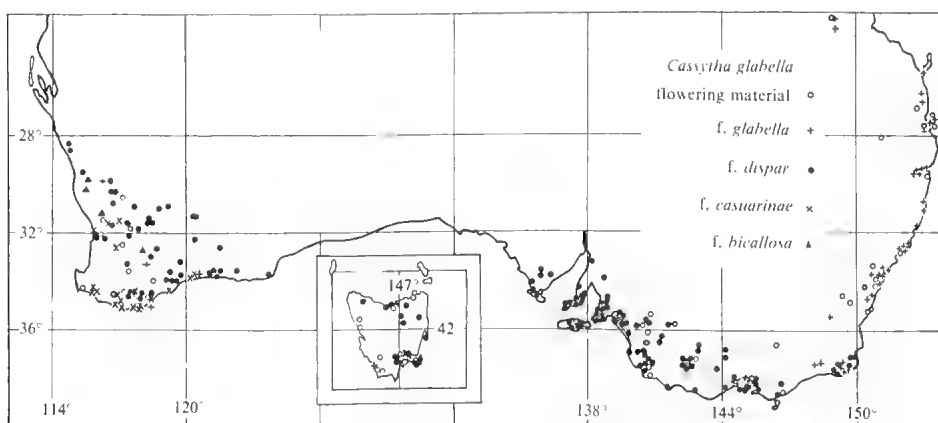 Cassytha glabella
flowering material o
f. glabella +
f. dispar ●
f. casuarinae ×
f. bicallosa ▲
28°
32°
36°
147°
42
114°
120°
138°
144°
150°